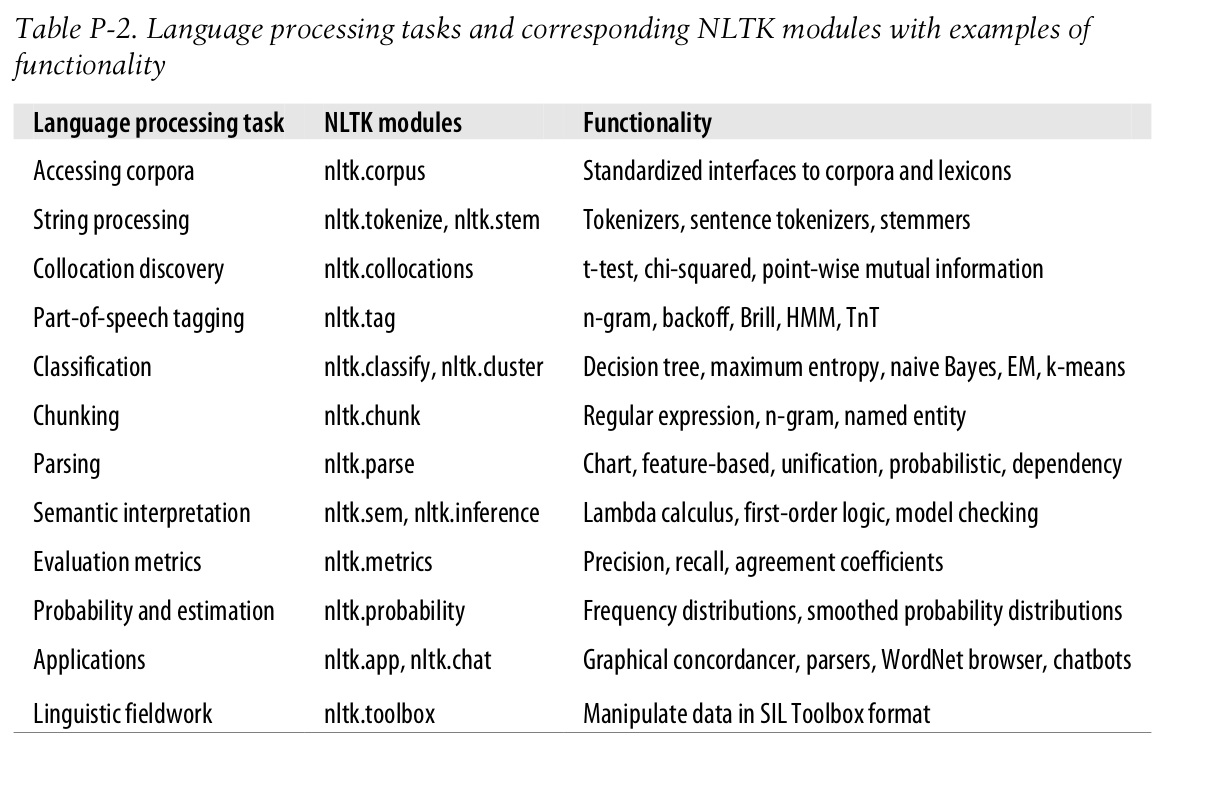 Table P-2. Language processing tasks and corresponding NLTK modules with examples of
functionality
Language processing task NLTK modules Functionality
Accessing corpora nltk.corpus Standardized interfaces to corpora and lexicons
String processing nltk.tokenize, nltk.stem Tokenizers, sentence tokenizers, stemmers
Collocation discovery nltk.collocations t-test, chi-squared, point-wise mutual information
Part-of-speech tagging nltk.tag n-gram, backoff, Brill, HMM, TnT
Classification nltk.classify, nltk.cluster Decision tree, maximum entropy, naive Bayes, EM, k-means
Chunking nltk.chunk Regular expression, n-gram, named entity
Parsing nltk.parse Chart, feature-based, unification, probabilistic, dependency
Semantic interpretation nltk.sem, nltk.inference Lambda calculus, first-order logic, model checking
Evaluation metrics nltk.metrics Precision, recall, agreement coefficients
Probability and estimation nltk.probability Frequency distributions, smoothed probability distributions
Applications nltk.app, nltk.chat Graphical concordancer, parsers, WordNet browser, chatbots
Linguistic fieldwork nltk.toolbox Manipulate data in SIL Toolbox format